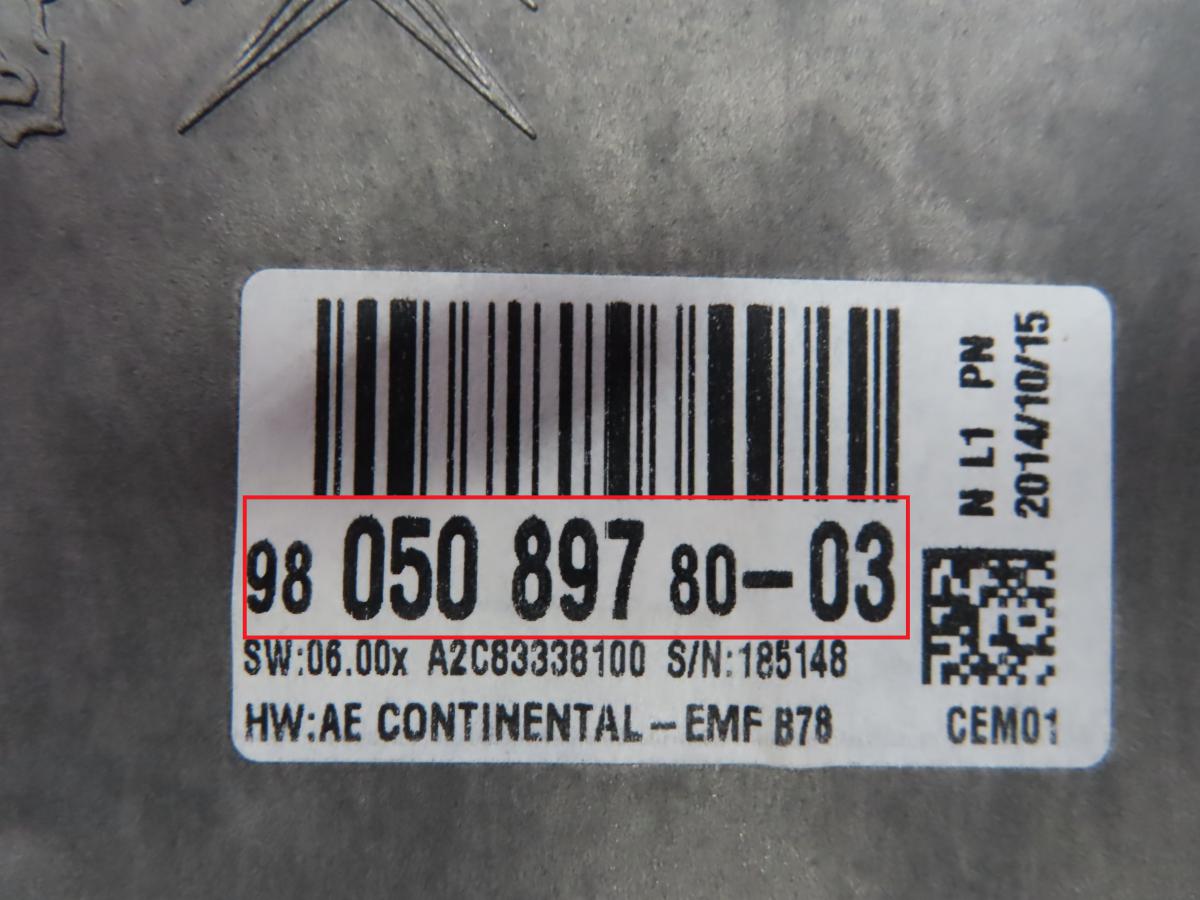 98 050 897 80-03
SW:06.00x A2C83338100 S/N:185148
HW:AE CONTINENTAL-EMF B78
N L1 PN
2014/10/15
CEM01